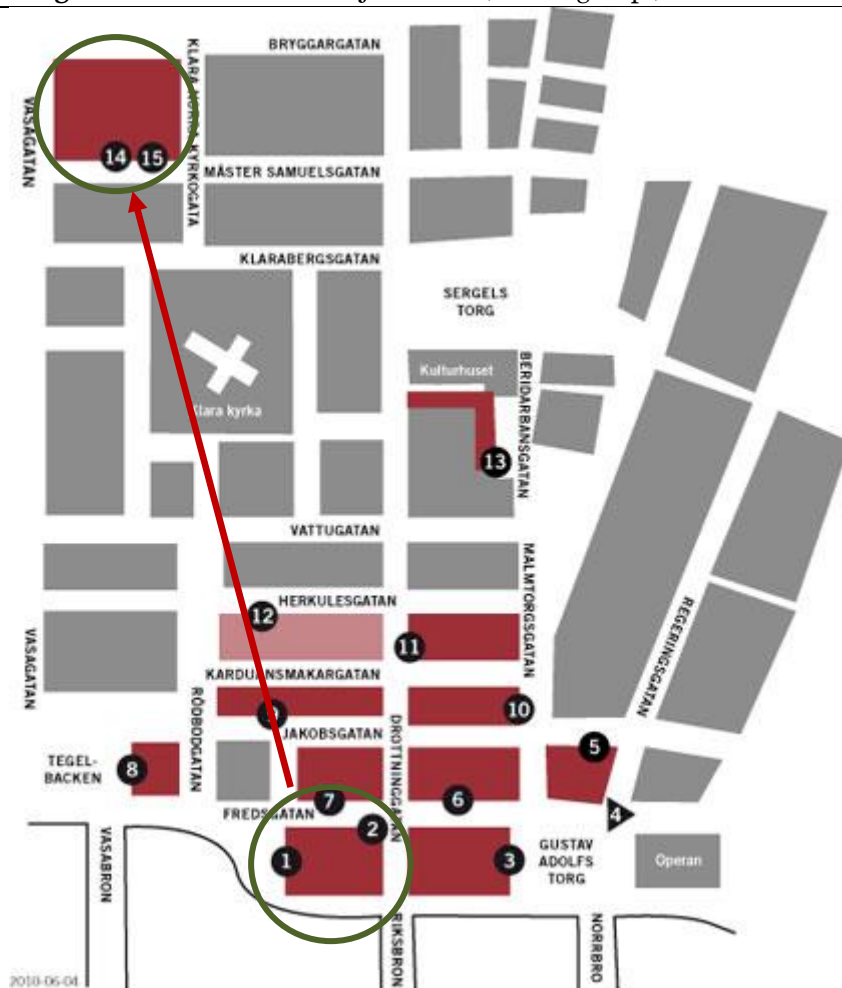 BRYGGARGATAN
KLARA NORRA KYRKOGATA
VASAGATAN
14 15
MÄSTER SAMUELSGATAN
KLARABERGSGATAN
SERGELS
TORG
Kulturhuset
BERIDARBANSGATAN
Klara kyrka
13
VATTUGATAN
MALMTORGSGATAN
HERKULESGATAN
12
REGERINGSGATAN
VASAGATAN
11
KARDUANSMAKARGATAN
RÖDBODGATAN
9
10
DROTTNINGGATAN
JAKOBSGATAN
5
TEGEL-
BACKEN
8
7
6
4
FREDSGATAN
2
VASABRON
1
3
GUSTAV
ADOLFS
TORG
Operan
RIKSBRON
NORRBRO
2010-06-04